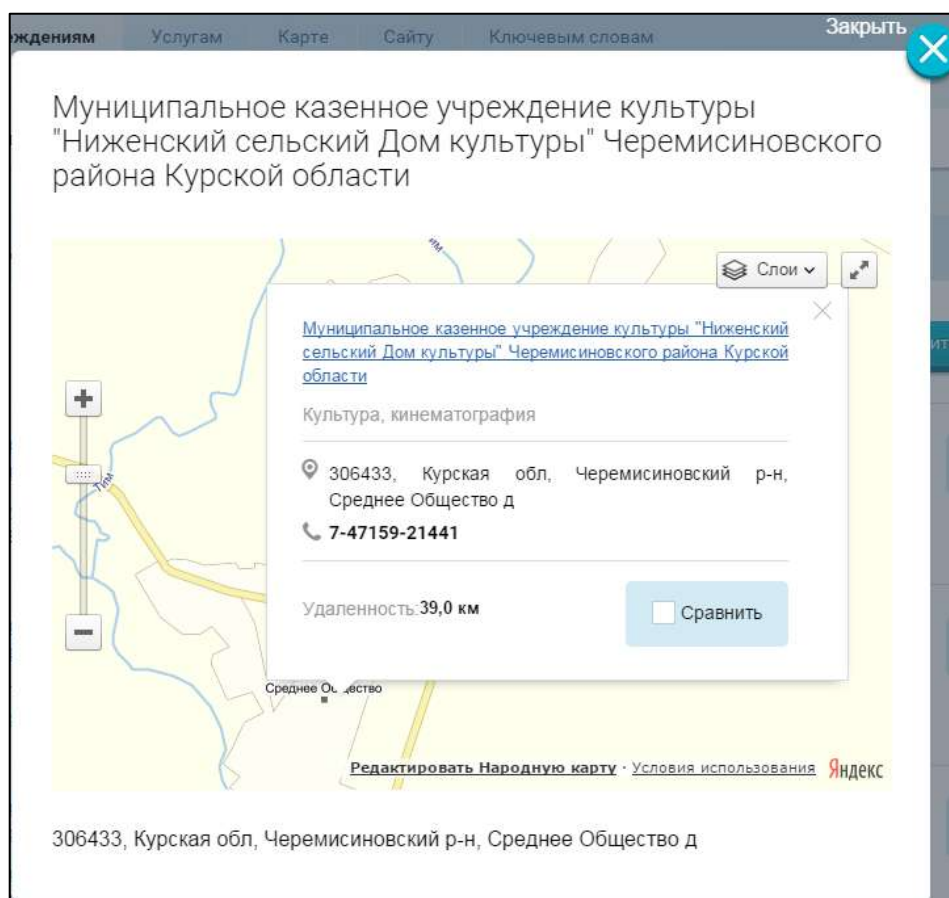 ждениям Услугам Карте Сайту Ключевым словам Закрыть
Муниципальное казенное учреждение культуры
"Ниженский сельский Дом культуры" Черемисиновского
района Курской области
Слои
Муниципальное казенное учреждение культуры "Ниженский
сельский Дом культуры" Черемисиновского района Курской
области
Культура, кинематография
306433, Курская обл, Черемисиновский р-н,
Среднее Общество д
7-47159-21441
Удаленность:39,0 км
Сравнить
Тим
Среднее Общество
Редактировать Народную карту · Условия использования Яндекс
306433, Курская обл, Черемисиновский р-н, Среднее Общество д